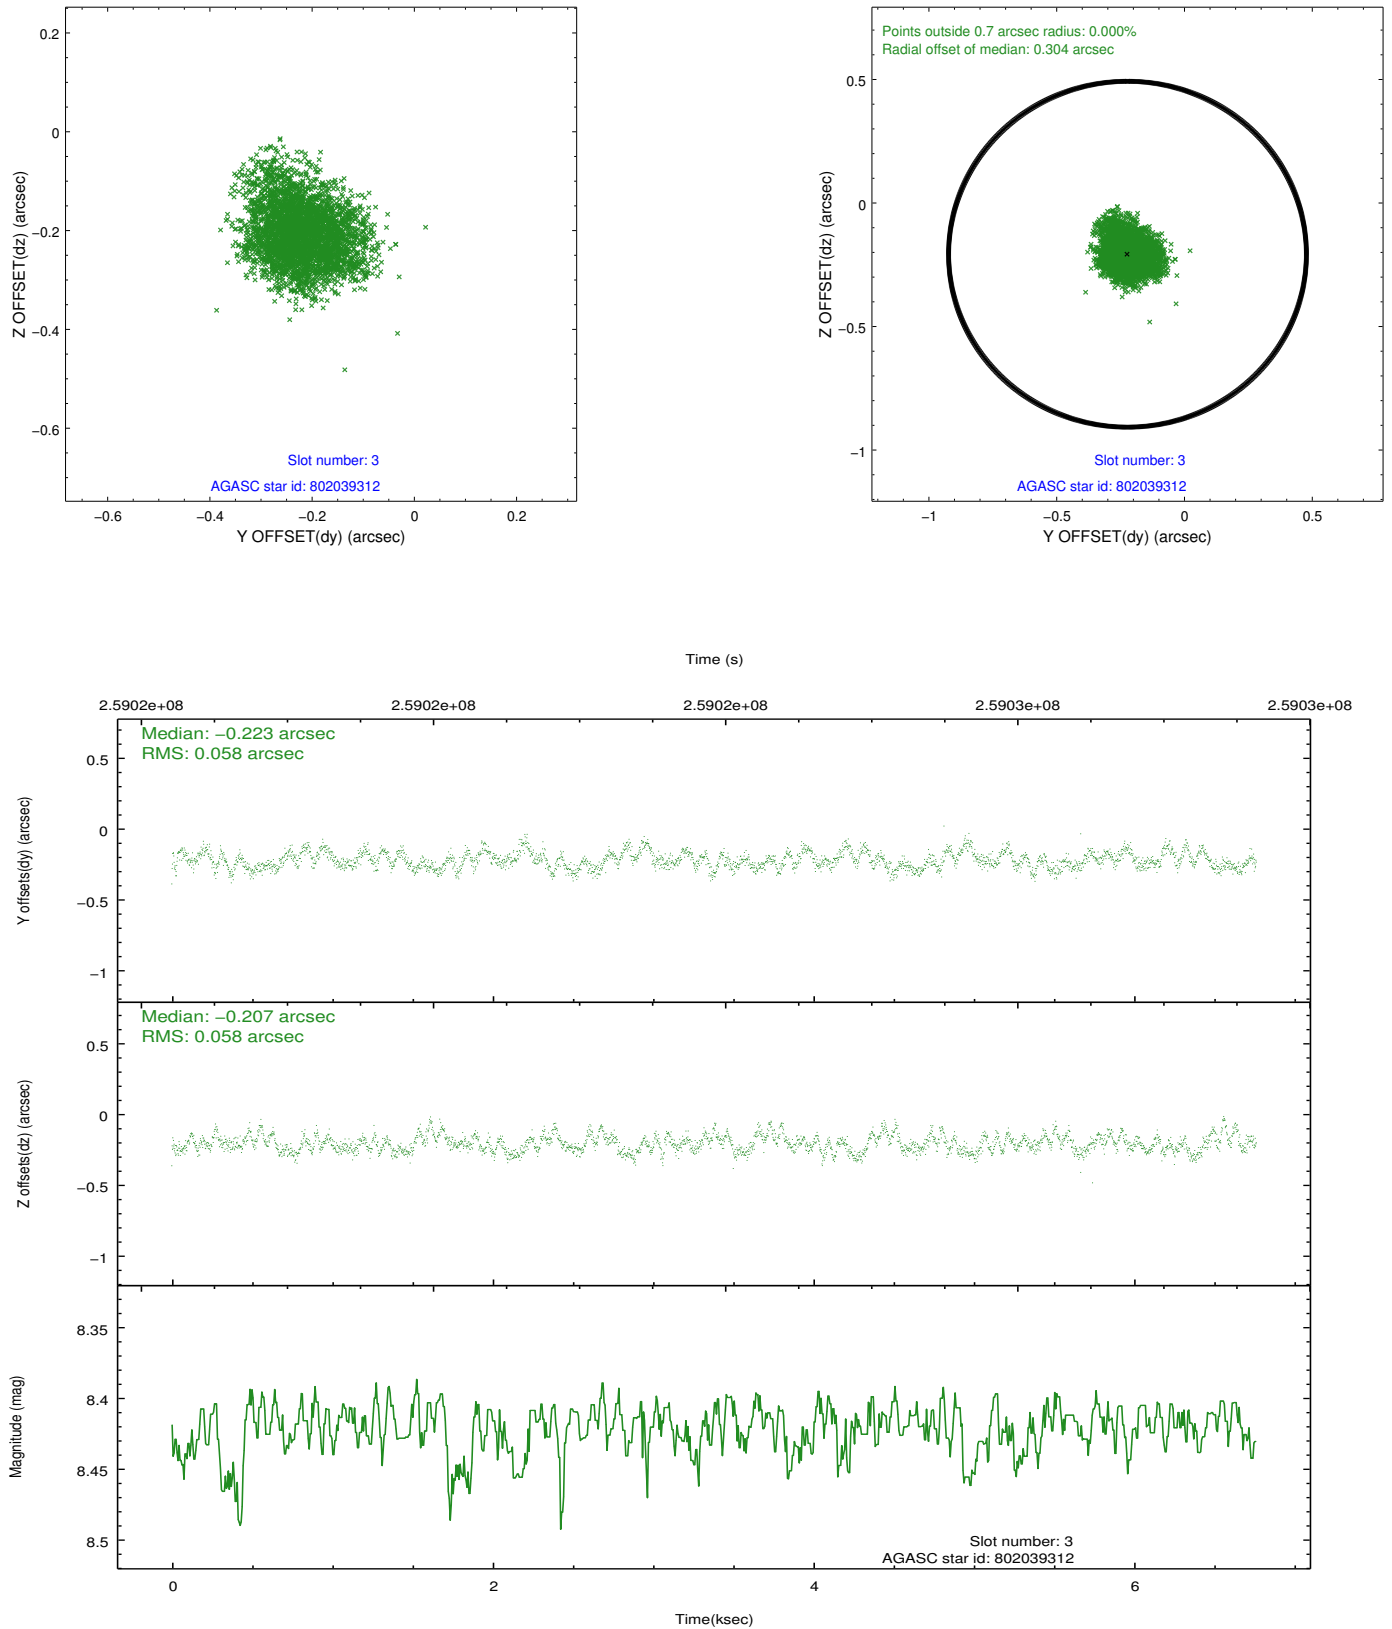 0.2
0
−0.2
−0.4
−0.6
Z OFFSET(dz) (arcsec)
Slot number: 3
AGASC star id: 802039312
−0.6
−0.4
−0.2
0
0.2
Y OFFSET(dy) (arcsec)
Points outside 0.7 arcsec radius: 0.000%
Radial offset of median: 0.304 arcsec
0.5
0
−0.5
−1
Z OFFSET(dz) (arcsec)
Slot number: 3
AGASC star id: 802039312
−1
−0.5
0
0.5
Y OFFSET(dy) (arcsec)
Time (s)
2.5902e+08
2.5902e+08
2.5902e+08
2.5903e+08
2.5903e+08
Median: −0.223 arcsec
RMS: 0.058 arcsec
0.5
0
−0.5
−1
Y offsets(dy) (arcsec)
Median: −0.207 arcsec
RMS: 0.058 arcsec
0.5
0
−0.5
−1
Z offsets(dz) (arcsec)
8.35
8.4
8.45
8.5
Magnitude (mag)
Slot number: 3
AGASC star id: 802039312
0
2
4
6
Time(ksec)